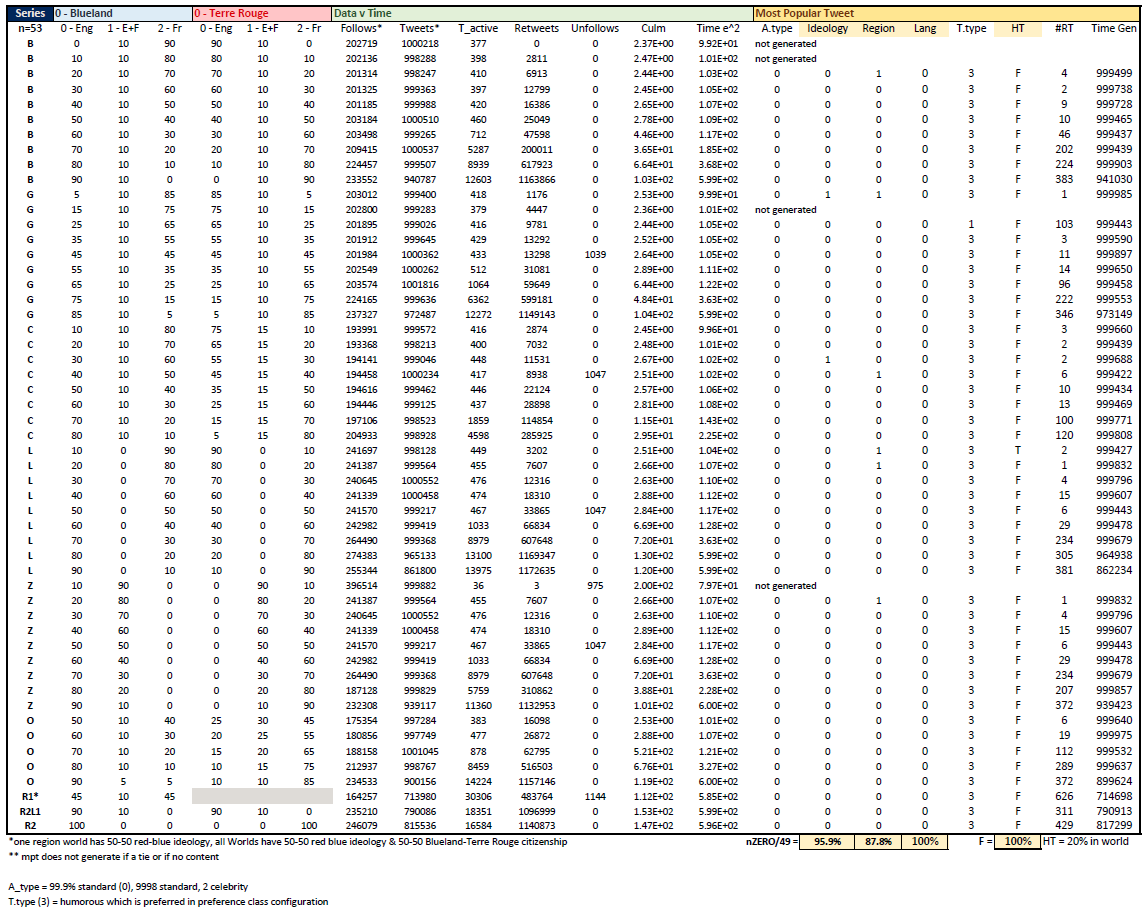 Series 0 - Blueland 0 - Terre Rouge Data v Time Most Popular Tweet
n=53 0 - Eng 1 - E+F 2 - Fr 0 - Eng 1 - E+F 2 - Fr Follows* Tweets* T_active Retweets Unfollows Culm Time e^2 A.type Ideology Region Lang T.type HT #RT Time Gen
B 0 10 90 90 10 0 202719 1000218 377 0 0 2.37E+00 9.92E+01 not generated
B 10 10 80 80 10 10 202136 998288 398 2811 0 2.47E+00 1.01E+02 not generated
B 20 10 70 70 10 20 201314 998247 410 6913 0 2.44E+00 1.03E+02 0 0 1 0 3 F 4 999499
B 30 10 60 60 10 30 201325 999363 397 12799 0 2.45E+00 1.05E+02 0 0 0 0 3 F 2 999738
B 40 10 50 50 10 40 201185 999988 420 16386 0 2.65E+00 1.07E+02 0 0 0 0 3 F 9 999728
B 50 10 40 40 10 50 203184 1000510 460 25049 0 2.78E+00 1.09E+02 0 0 0 0 3 F 10 999465
B 60 10 30 30 10 60 203498 999265 712 47598 0 4.46E+00 1.17E+02 0 0 0 0 3 F 46 999437
B 70 10 20 20 10 70 209415 1000537 5287 200011 0 3.65E+01 1.85E+02 0 0 0 0 3 F 202 999439
B 80 10 10 10 10 80 224457 999507 8939 617923 0 6.64E+01 3.68E+02 0 0 0 0 3 F 224 999903
B 90 10 0 0 10 90 233552 940787 12603 1163866 0 1.03E+02 5.99E+02 0 0 0 0 3 F 383 941030
G 5 10 85 85 10 5 203012 999400 418 1176 0 2.53E+00 9.99E+01 0 1 1 0 3 F 1 999985
G 15 10 75 75 10 15 202800 999283 379 4447 0 2.36E+00 1.01E+02 not generated
G 25 10 65 65 10 25 201895 999026 416 9781 0 2.44E+00 1.05E+02 0 0 0 0 1 F 103 999443
G 35 10 55 55 10 35 201912 999645 429 13292 0 2.52E+00 1.05E+02 0 0 0 0 3 F 3 999590
G 45 10 45 45 10 45 201984 1000362 433 13298 1039 2.64E+00 1.05E+02 0 0 0 0 3 F 11 999897
G 55 10 35 35 10 55 202549 1000262 512 31081 0 2.89E+00 1.11E+02 0 0 0 0 3 F 14 999650
G 65 10 25 25 10 65 203574 1001816 1064 59649 0 6.44E+00 1.22E+02 0 0 0 0 3 F 96 999458
G 75 10 15 15 10 75 224165 999636 6362 599181 0 4.84E+01 3.63E+02 0 0 0 0 3 F 222 999553
G 85 10 5 5 10 85 237327 972487 12272 1149143 0 1.04E+02 5.99E+02 0 0 0 0 3 F 346 973149
C 10 10 80 75 15 10 193991 999572 416 2874 0 2.45E+00 9.96E+01 0 0 0 0 3 F 3 999660
C 20 10 70 65 15 20 193368 998213 400 7032 0 2.48E+00 1.01E+02 0 0 0 0 3 F 2 999439
C 30 10 60 55 15 30 194141 999046 448 11531 0 2.67E+00 1.02E+02 0 1 0 0 3 F 2 999688
C 40 10 50 45 15 40 194458 1000234 417 8938 1047 2.51E+00 1.02E+02 0 0 1 0 3 F 6 999422
C 50 10 40 35 15 50 194616 999462 446 22124 0 2.57E+00 1.06E+02 0 0 0 0 3 F 10 999434
C 60 10 30 25 15 60 194446 999125 437 28898 0 2.81E+00 1.08E+02 0 0 0 0 3 F 13 999469
C 70 10 20 15 15 70 197106 998523 1859 114854 0 1.15E+01 1.43E+02 0 0 0 0 3 F 100 999771
C 80 10 10 5 15 80 204933 998928 4598 285925 0 2.95E+01 2.25E+02 0 0 0 0 3 F 120 999808
L 10 0 90 90 0 10 241697 998128 449 3202 0 2.51E+00 1.04E+02 0 0 1 0 3 T 2 999427
L 20 0 80 80 0 20 241387 999564 455 7607 0 2.66E+00 1.07E+02 0 0 1 0 3 F 1 999832
L 30 0 70 70 0 30 240645 1000552 476 12316 0 2.63E+00 1.10E+02 0 0 0 0 3 F 4 999796
L 40 0 60 60 0 40 241339 1000458 474 18310 0 2.88E+00 1.12E+02 0 0 0 0 3 F 15 999607
L 50 0 50 50 0 50 241570 999217 467 33865 1047 2.84E+00 1.17E+02 0 0 0 0 3 F 6 999443
L 60 0 40 40 0 60 242982 999419 1033 66834 0 6.69E+00 1.28E+02 0 0 0 0 3 F 29 999478
L 70 0 30 30 0 70 264490 999368 8979 607648 0 7.20E+01 3.63E+02 0 0 0 0 3 F 234 999679
L 80 0 20 20 0 80 274383 965133 13100 1169347 0 1.30E+02 5.99E+02 0 0 0 0 3 F 305 964938
L 90 0 10 10 0 90 255344 861800 13975 1172635 0 1.20E+00 5.99E+02 0 0 0 0 3 F 381 862234
Z 10 90 0 0 90 10 396514 999882 36 3 975 2.00E+02 7.97E+01 not generated
Z 20 80 0 0 80 20 241387 999564 455 7607 0 2.66E+00 1.07E+02 0 0 1 0 3 F 1 999832
Z 30 70 0 0 70 30 240645 1000552 476 12316 0 2.63E+00 1.10E+02 0 0 0 0 3 F 4 999796
Z 40 60 0 0 60 40 241339 1000458 474 18310 0 2.89E+00 1.12E+02 0 0 0 0 3 F 15 999607
Z 50 50 0 0 50 50 241570 999217 467 33865 1047 2.84E+00 1.17E+02 0 0 0 0 3 F 6 999443
Z 60 40 0 0 40 60 242982 999419 1033 66834 0 6.69E+00 1.28E+02 0 0 0 0 3 F 29 999478
Z 70 30 0 0 30 70 264490 999368 8979 607648 0 7.20E+01 3.63E+02 0 0 0 0 3 F 234 999679
Z 80 20 0 0 20 80 187128 999829 5759 310862 0 3.88E+01 2.28E+02 0 0 0 0 3 F 207 999857
Z 90 10 0 0 10 90 232308 939117 11360 1132953 0 1.01E+02 6.00E+02 0 0 0 0 3 F 372 939423
O 50 10 40 25 30 45 175354 997284 383 16098 0 2.53E+00 1.01E+02 0 0 0 0 3 F 6 999640
O 60 10 30 20 25 55 180856 997749 477 26872 0 2.88E+00 1.07E+02 0 0 0 0 3 F 19 999975
O 70 10 20 15 20 65 188158 1001045 878 62795 0 5.21E+02 1.21E+02 0 0 0 0 3 F 112 999532
O 80 10 10 10 15 75 212937 998767 8459 516503 0 6.76E+01 3.27E+02 0 0 0 0 3 F 289 999637
O 90 5 5 10 10 85 234533 900156 14224 1157146 0 1.19E+02 6.00E+02 0 0 0 0 3 F 372 899624
R1* 45 10 45 164257 713980 30306 483764 1144 1.12E+02 5.85E+02 0 0 0 0 3 F 626 714698
R2L1 90 10 0 90 10 0 235210 790086 18351 1096999 0 1.53E+02 5.99E+02 0 0 0 0 3 F 311 790913
R2 100 0 0 0 0 100 246079 815536 16584 1140873 0 1.47E+02 5.96E+02 0 0 0 0 3 F 429 817299
*one region world has 50-50 red-blue ideology, all Worlds have 50-50 red blue ideology & 50-50 Blueland-Terre Rouge citizenship nZERO/49 = 95.9% 87.8% 100% F = 100% HT = 20% in world
** mpt does not generate if a tie or if no content
A_type = 99.9% standard (0), 9998 standard, 2 celebrity
T.type (3) = humorous which is preferred in preference class configuration